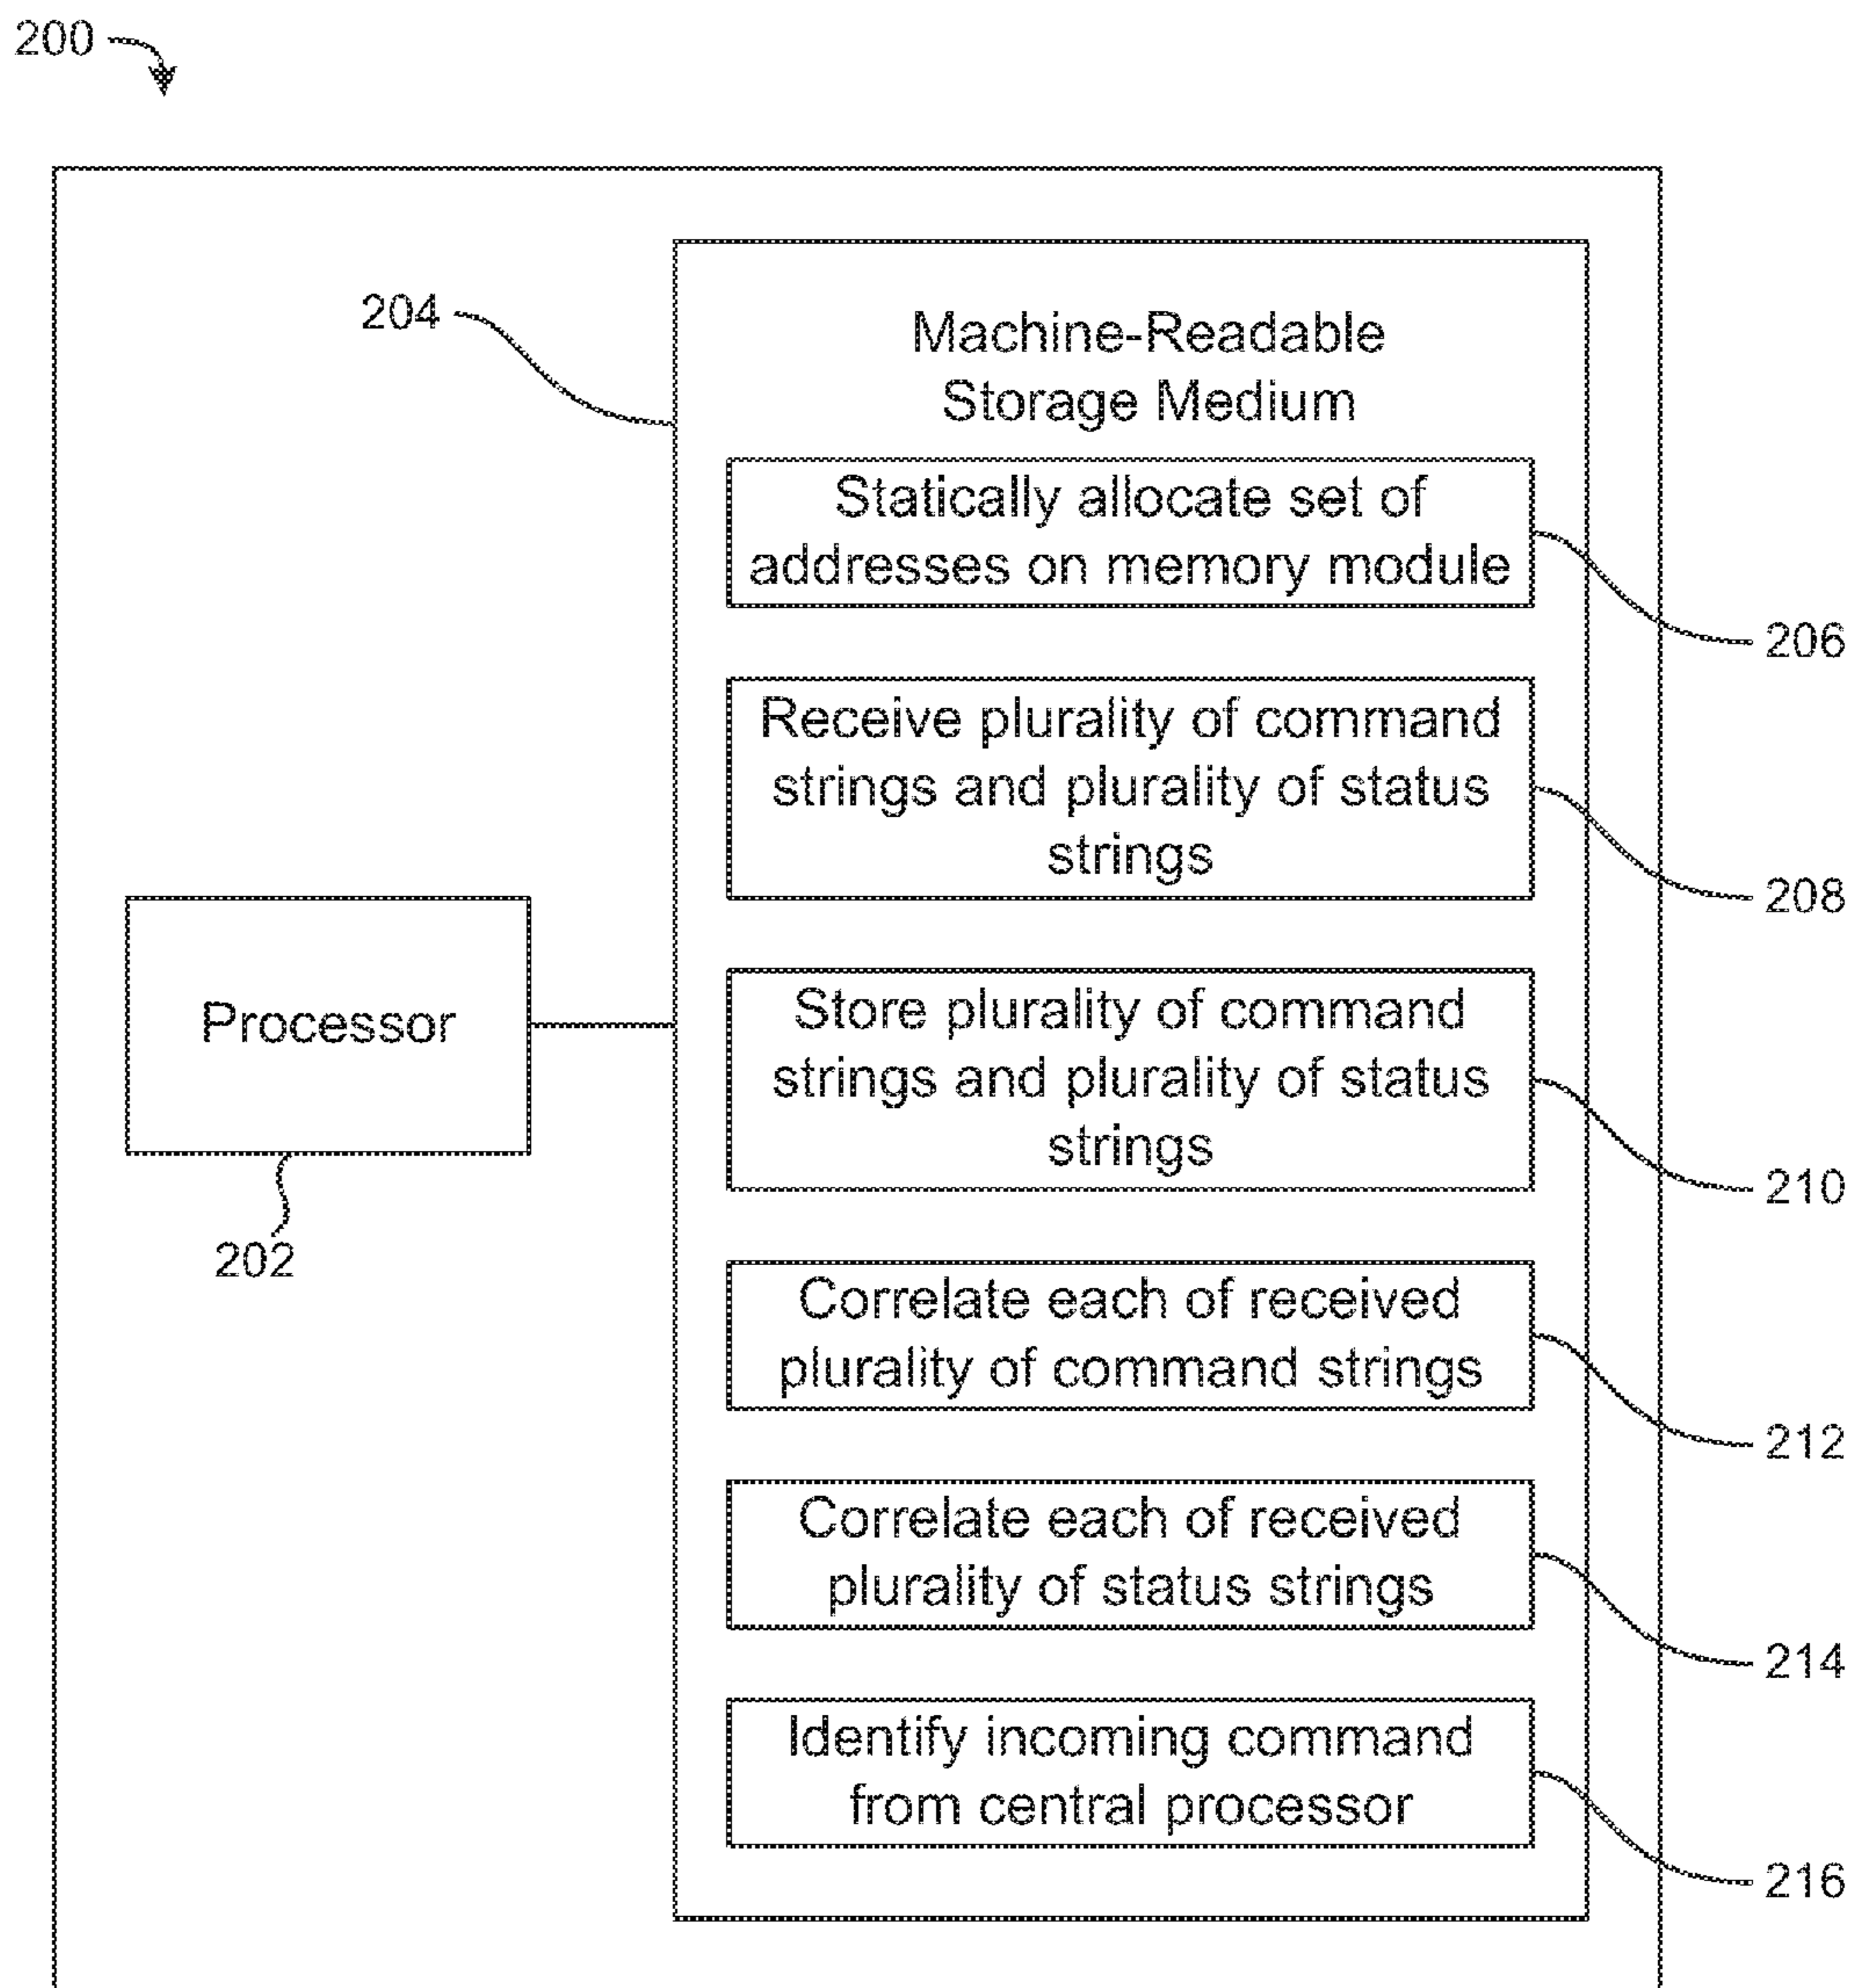 200
204
Machine-Readable
Storage Medium
Statically allocate set of
addresses on memory module
206
Receive plurality of command
strings and plurality of status
strings
208
Processor
202
Store plurality of command
strings and plurality of status
strings
210
Correlate each of received
plurality of command strings
212
Correlate each of received
plurality of status strings
214
Identify incoming command
from central processor
216